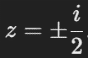 z = ± i/2.